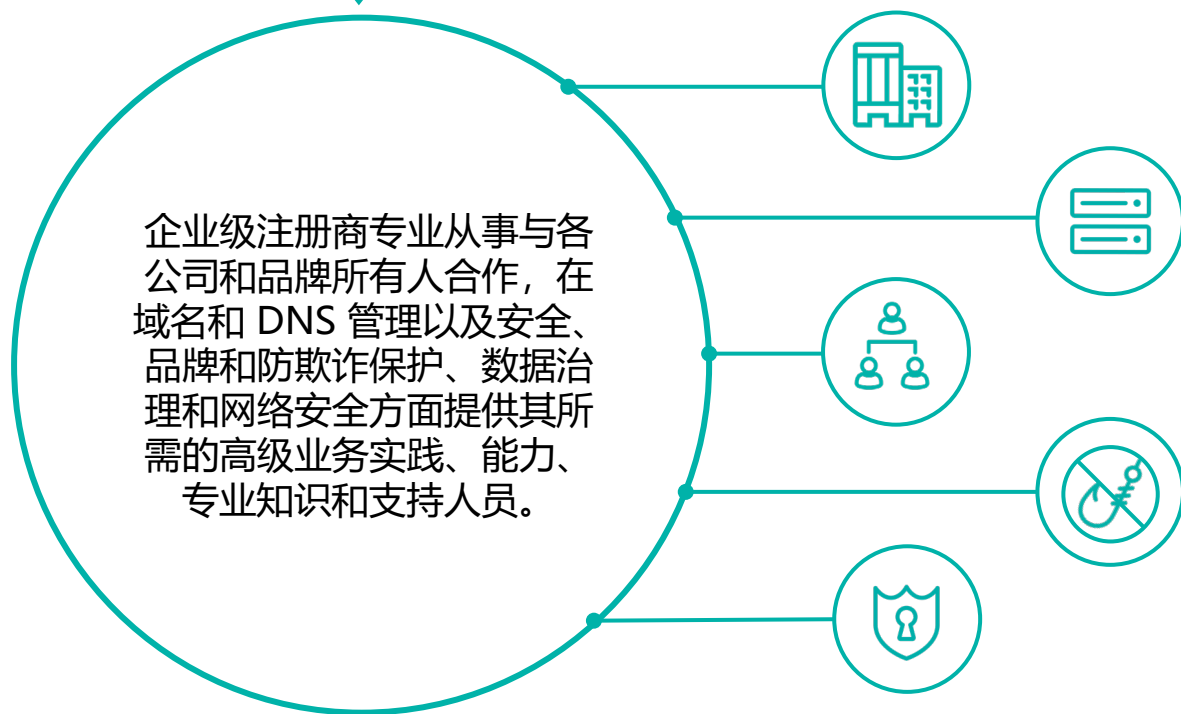 企业级注册商专业从事与各
公司和品牌所有人合作，在
域名和 DNS 管理以及安全、
品牌和防欺诈保护、数据治
理和网络安全方面提供其所
需的高级业务实践、能力、
专业知识和支持人员。